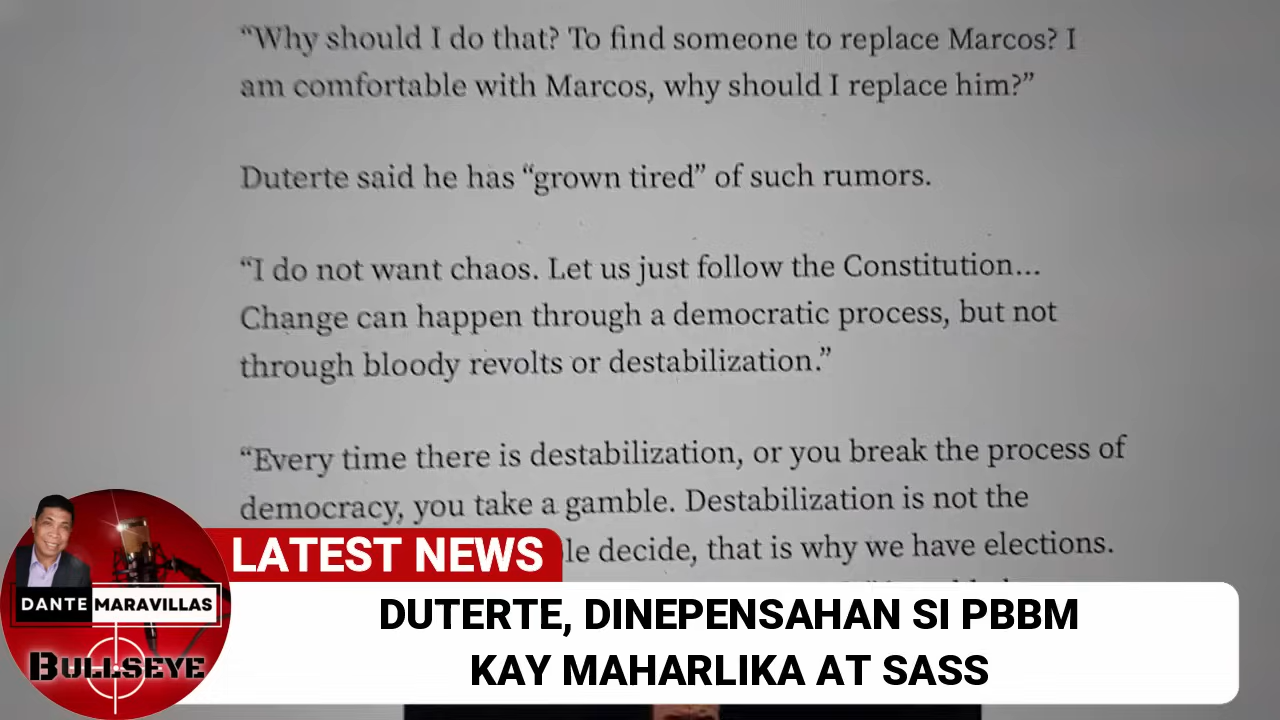 “Why should I do that? To find someone to replace Marcos? I
am comfortable with Marcos, why should I replace him?”
Duterte said he has “grown tired” of such rumors.
“I do not want chaos. Let us just follow the Constitution...
Change can happen through a democratic process, but not
through bloody revolts or destabilization.”
“Every time there is destabilization, or you break the process of
democracy, you take a gamble. Destabilization is not the
decide, that is why we have elections.
LATEST NEWS
DANTE MARAVILLAS
BULLSEYE
DUTERTE, DINEPENSAHAN SI PBBM
KAY MAHARLIKA AT SASS